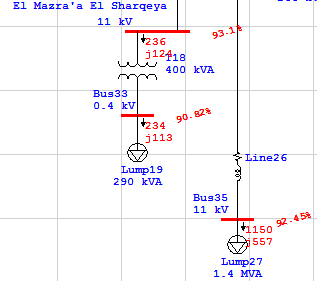 El Mazra'a El Sharqeya
11 kV
93.1%
236
j124
T18
400 kVA
Bus33
0.4 kV
90.82%
234
j113
Lump19
290 kVA
Line26
Bus35
11 kV
92.45%
1150
j557
Lump27
1.4 MVA